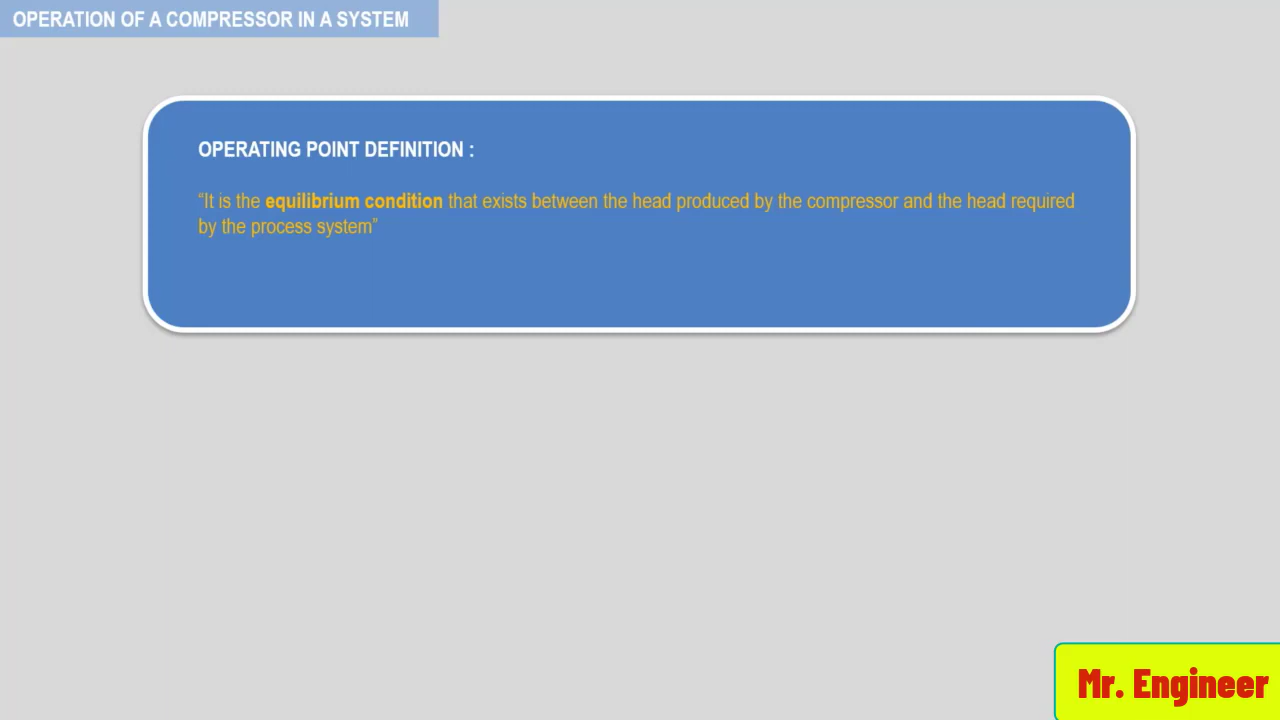 OPERATION OF A COMPRESSOR IN A SYSTEM
OPERATING POINT DEFINITION :
“It is the equilibrium condition that exists between the head produced by the compressor and the head required
by the process system”
Mr. Engineer